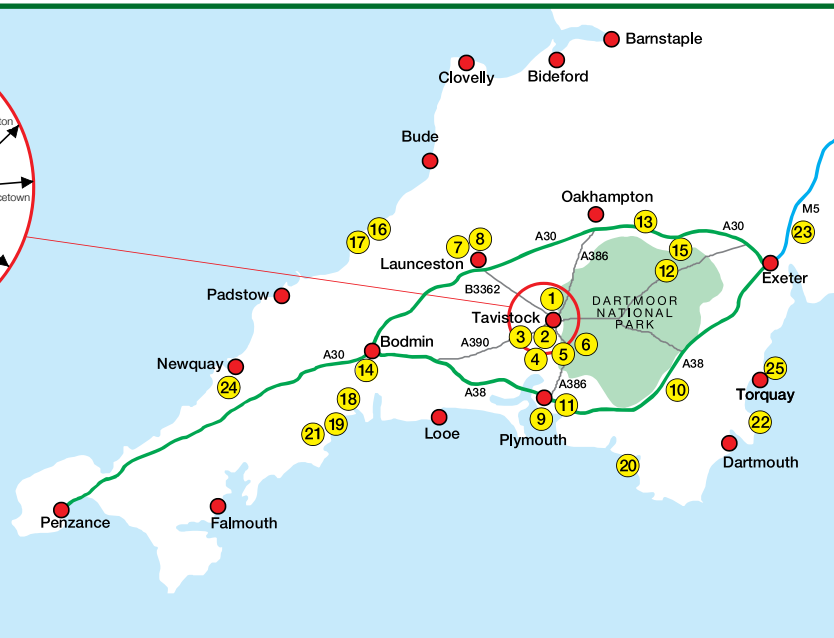 Barnstaple
Clovelly
Bideford
Bude
ton
cetown
Oakhampton
M5
16
17
13
A30
23
7
8
A30
15
A386
Launceston
12
Exeter
B3362
Padstow
1
DARTMOOR
NATIONAL
PARK
Tavistock
3
2
6
Bodmin
A390
4
5
A30
Newquay
14
A38
25
24
A38
A386
10
Torquay
18
11
9
22
19
21
Looe
Plymouth
20
Dartmouth
Penzance
Falmouth